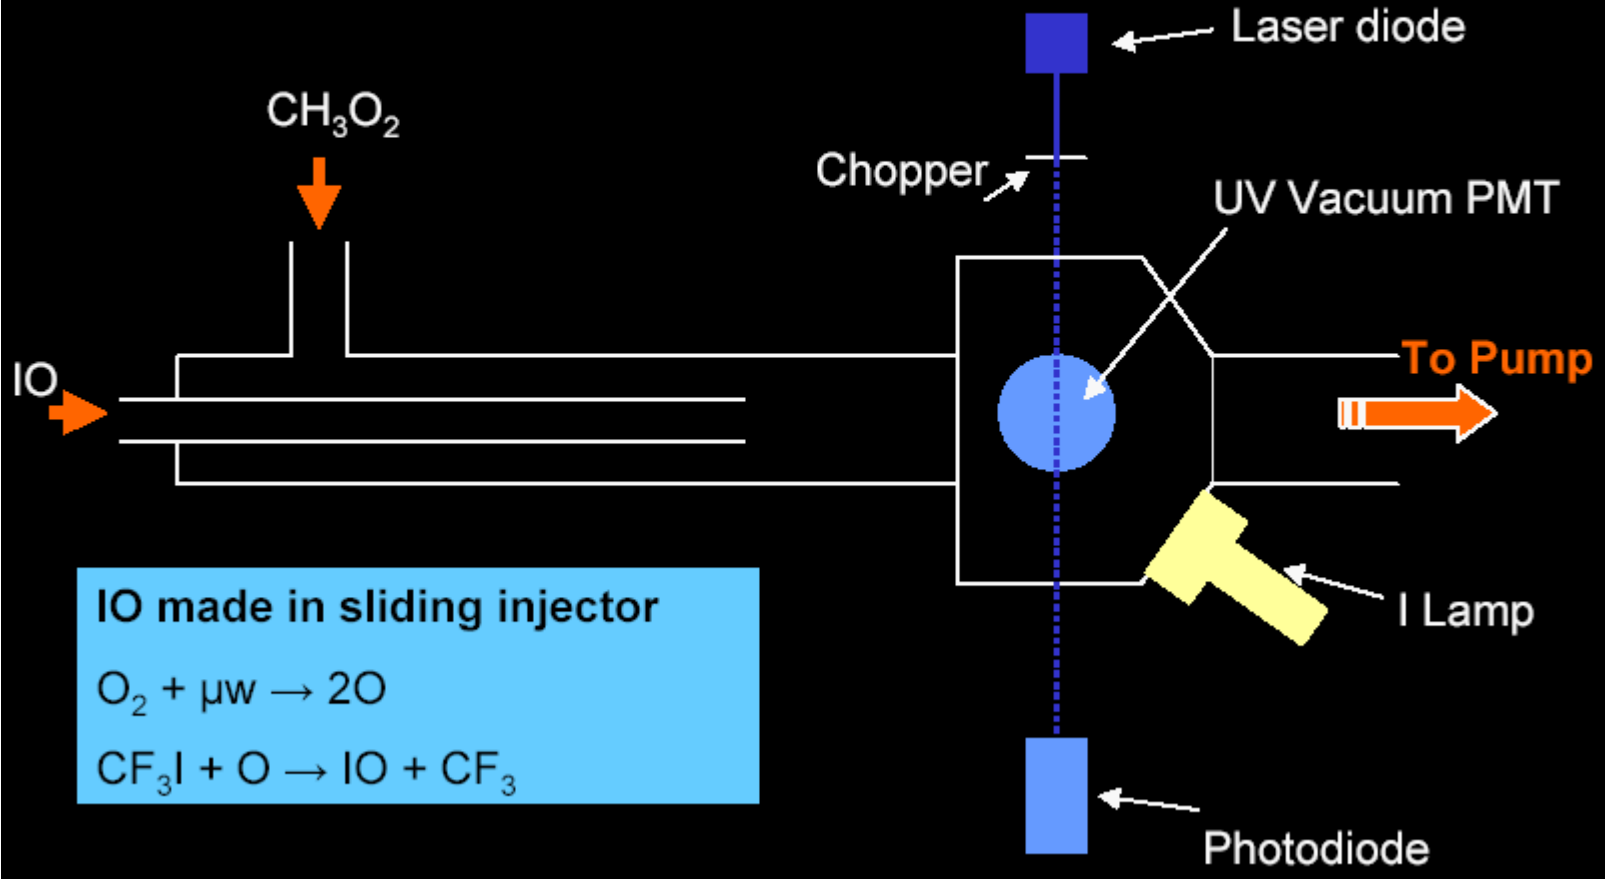 Laser diode
CH₃O₂
Chopper
UV Vacuum PMT
To Pump
IO
IO made in sliding injector
O₂ + µw → 2O
CF₃I + O → IO + CF₃
I Lamp
Photodiode